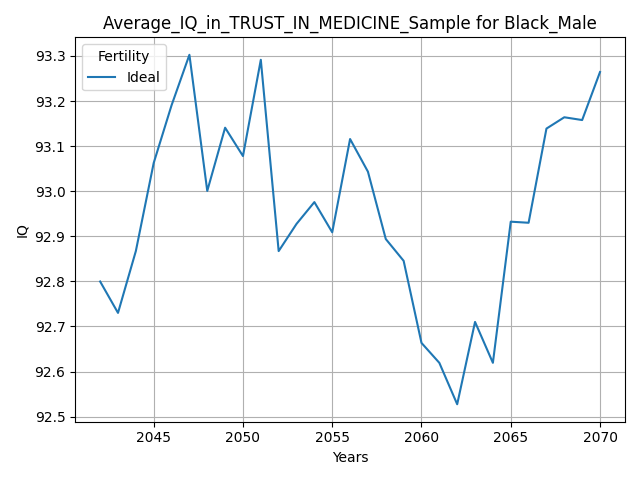 Average_IQ_in_TRUST_IN_MEDICINE_Sample for Black_Male
Fertility
Ideal
93.3
93.2
93.1
93.0
92.9
92.8
92.7
92.6
92.5
IQ
2045 2050 2055 2060 2065 2070
Years